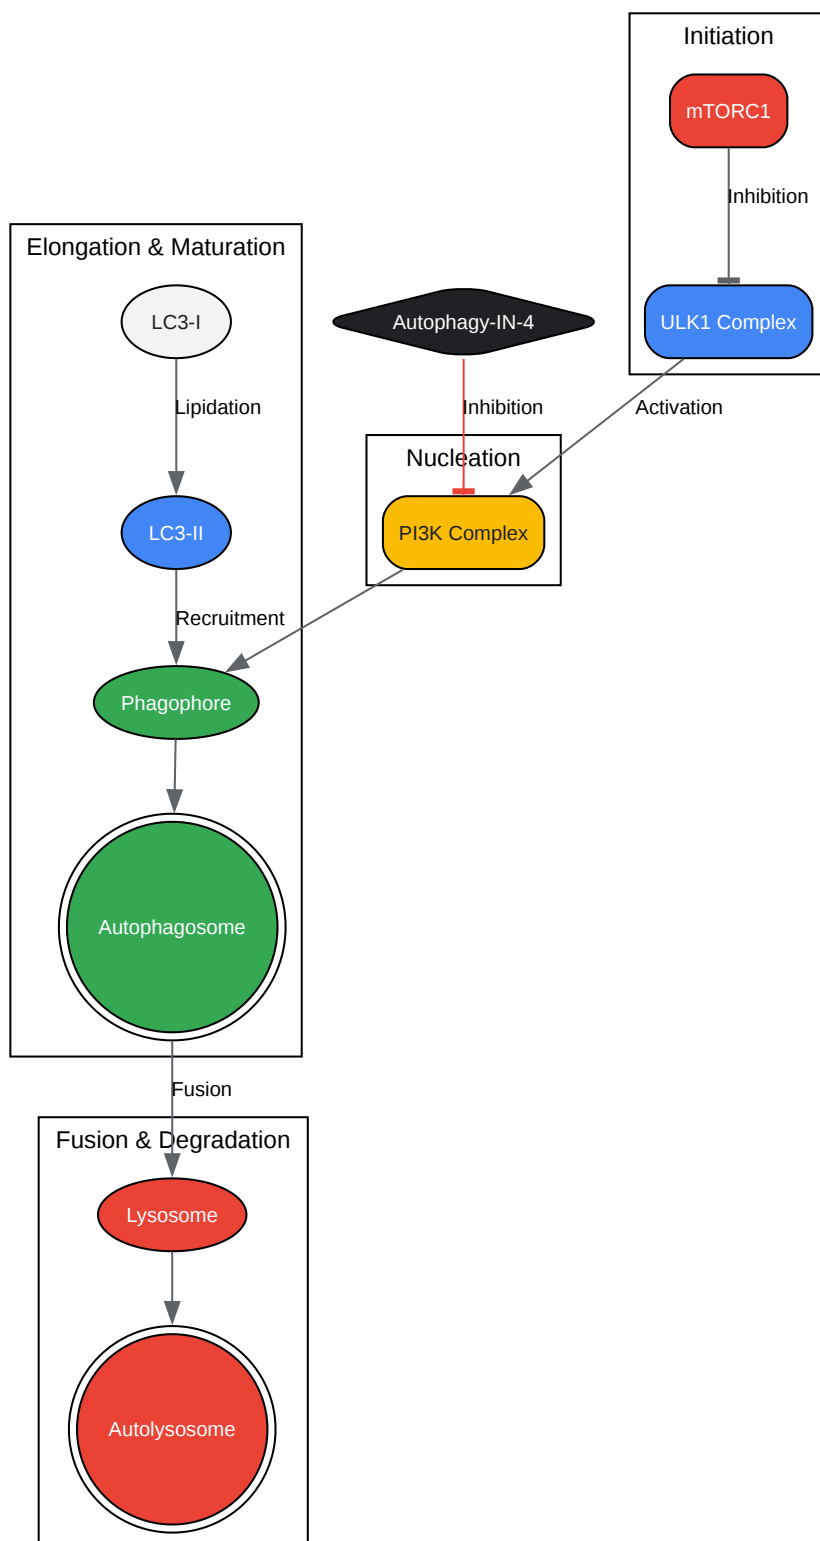 Initiation
mTORC1
Inhibition
Elongation & Maturation
LC3-I
Autophagy-IN-4
ULK1 Complex
Lipidation
Inhibition
Activation
Nucleation
LC3-II
PI3K Complex
Recruitment
Phagophore
Autophagosome
Fusion
Fusion & Degradation
Lysosome
Autolysosome